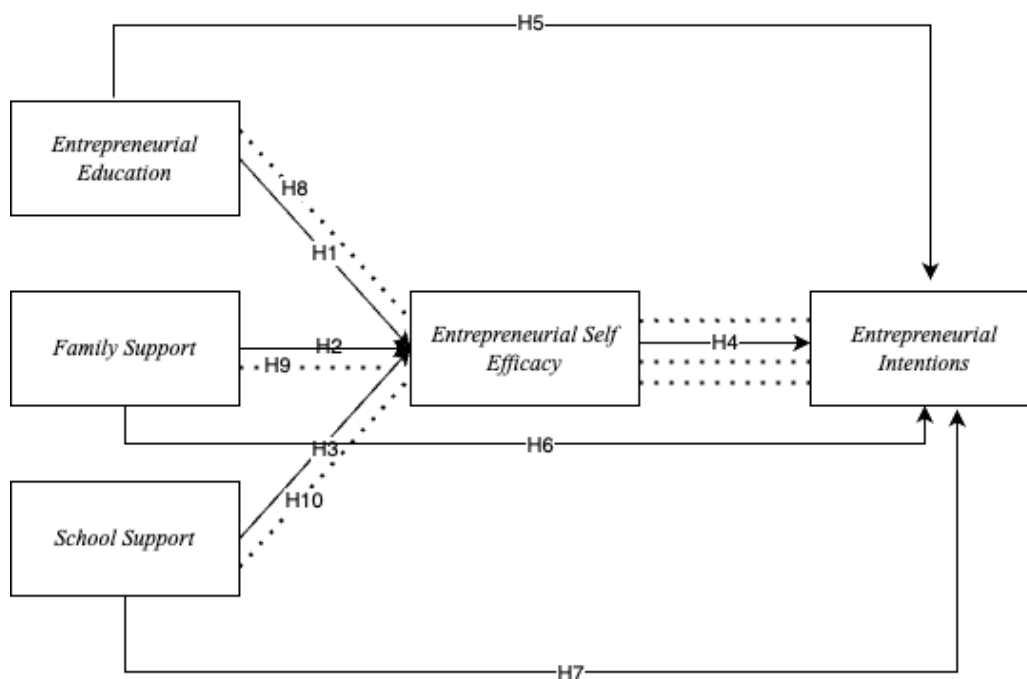 H5
Entrepreneurial
Education
H8
H1
Family Support
H2
H9
Entrepreneurial Self
Efficacy
H4
Entrepreneurial
Intentions
H3
H6
H10
School Support
H7